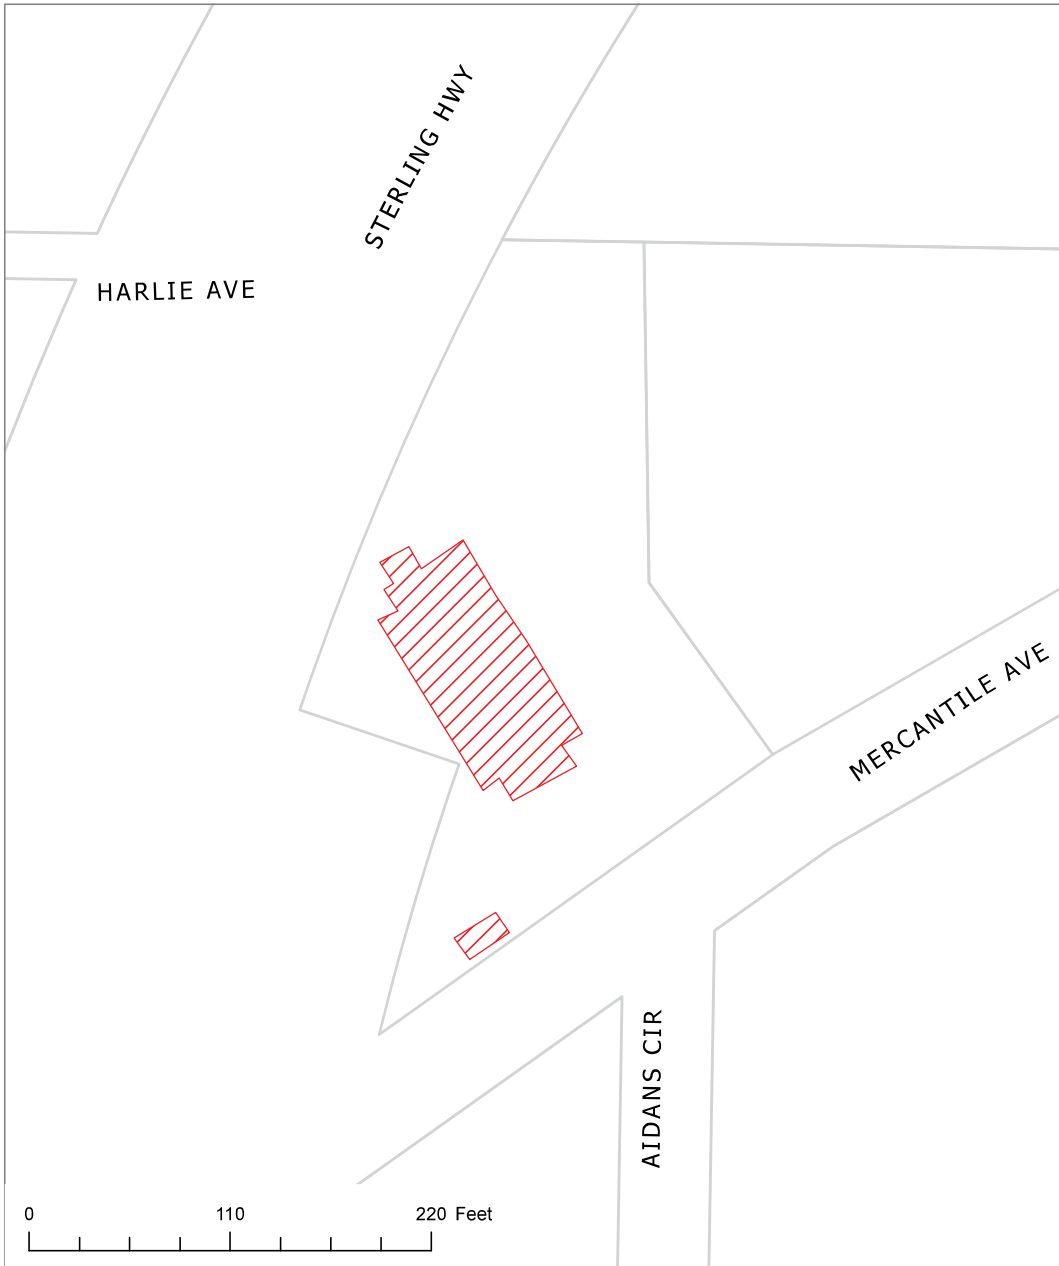 STERLING HWY
HARLIE AVE
MERCANTILE AVE
AIDANS CIR
0 110 220 Feet